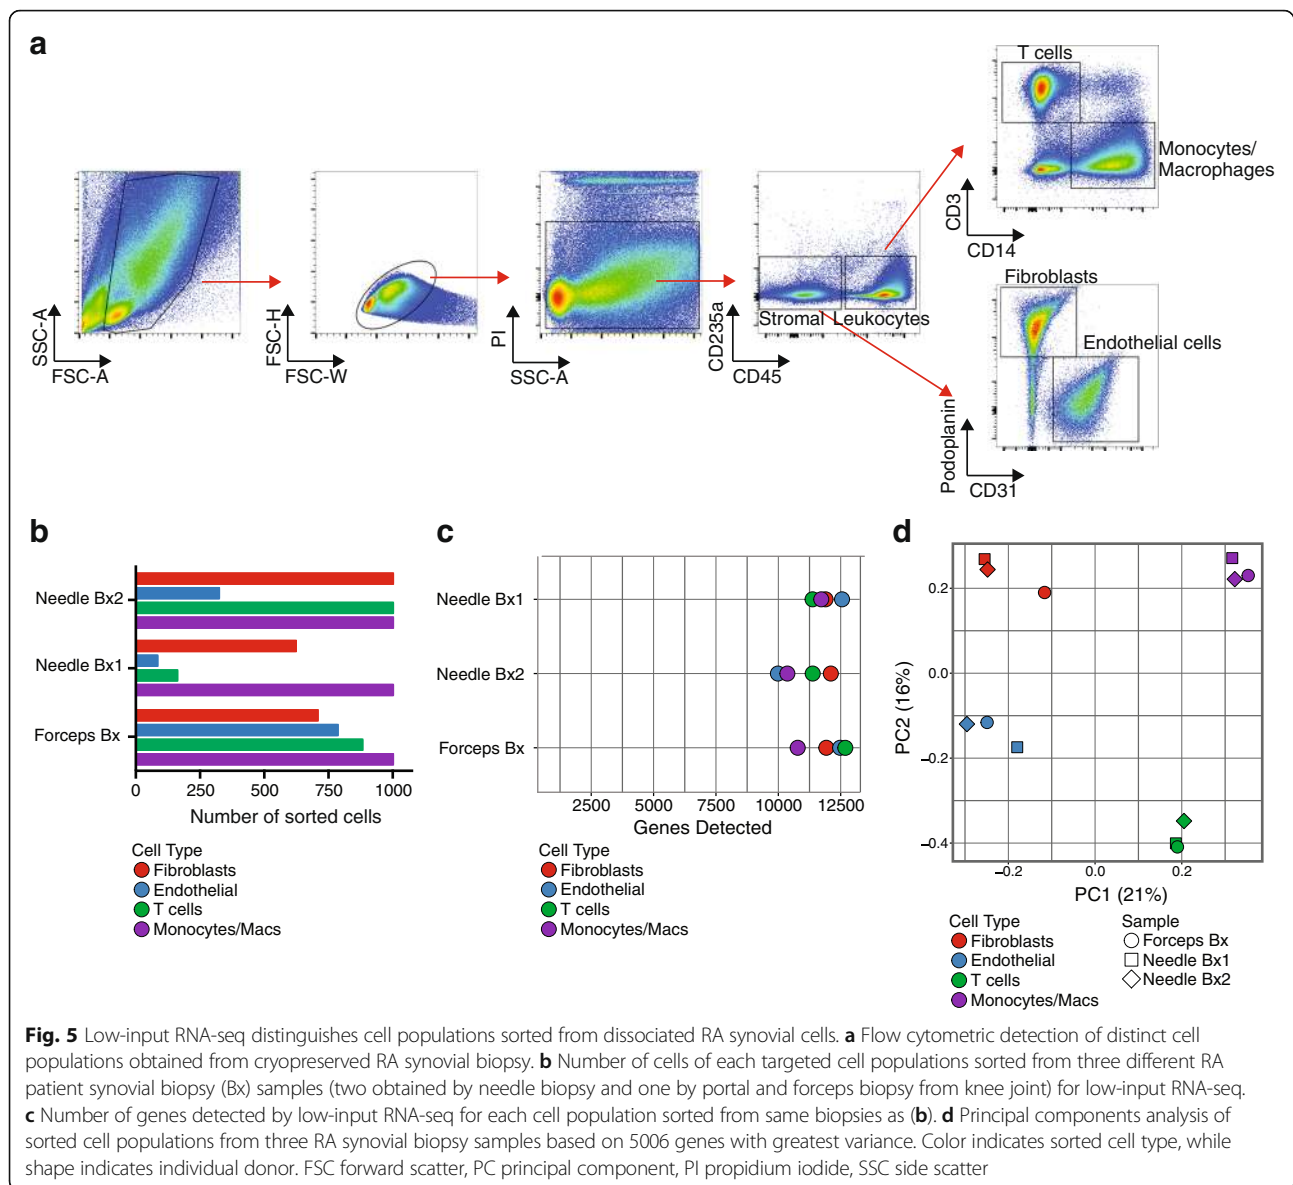 a
SSC-A
FSC-A
FSC-H
FSC-W
PI
SSC-A
CD235a
CD45
Stromal
Leukocytes
T cells
Monocytes/
Macrophages
CD3
CD14
Fibroblasts
Endothelial cells
Podoplanin
CD31
b
Needle Bx2
Needle Bx1
Forceps Bx
0 250 500 750 1000
Number of sorted cells
Cell Type
Fibroblasts
Endothelial
T cells
Monocytes/Macs
c
Needle Bx1
Needle Bx2
Forceps Bx
2500 5000 7500 10000 12500
Genes Detected
Cell Type
Fibroblasts
Endothelial
T cells
Monocytes/Macs
d
PC2 (16%)
0.2
0.0
−0.2
−0.4
−0.2 0.0 0.2
PC1 (21%)
Cell Type
Fibroblasts
Endothelial
T cells
Monocytes/Macs
Sample
Forceps Bx
Needle Bx1
Needle Bx2
Fig. 5 Low-input RNA-seq distinguishes cell populations sorted from dissociated RA synovial cells. a Flow cytometric detection of distinct cell
populations obtained from cryopreserved RA synovial biopsy. b Number of cells of each targeted cell populations sorted from three different RA
patient synovial biopsy (Bx) samples (two obtained by needle biopsy and one by portal and forceps biopsy from knee joint) for low-input RNA-seq.
c Number of genes detected by low-input RNA-seq for each cell population sorted from same biopsies as (b). d Principal components analysis of
sorted cell populations from three RA synovial biopsy samples based on 5006 genes with greatest variance. Color indicates sorted cell type, while
shape indicates individual donor. FSC forward scatter, PC principal component, PI propidium iodide, SSC side scatter